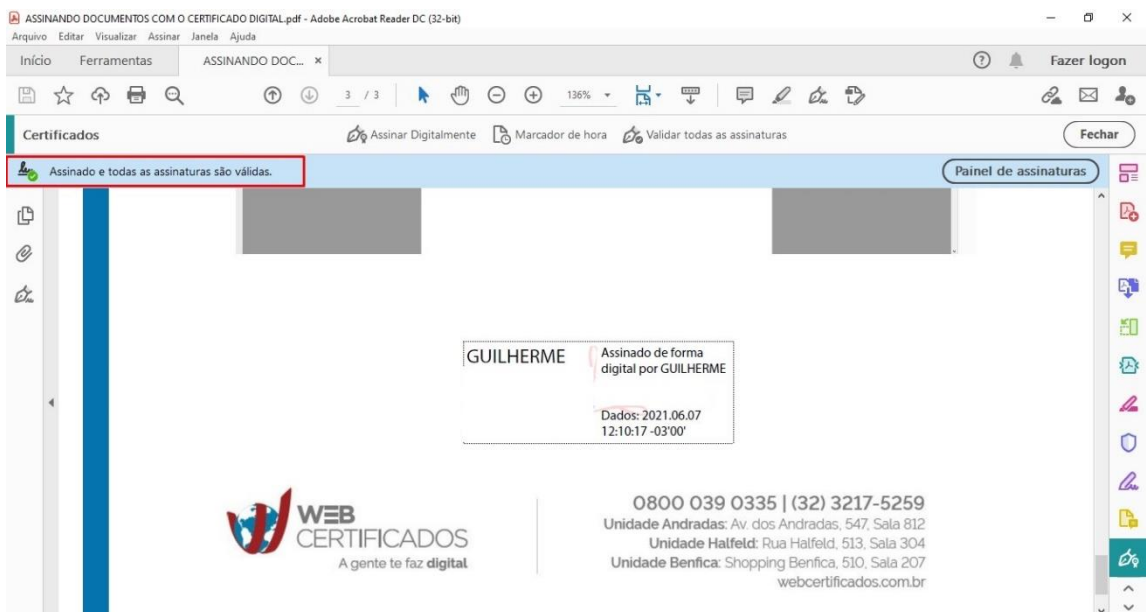 ASSINANDO DOCUMENTOS COM O CERTIFICADO DIGITAL.pdf - Adobe Acrobat Reader DC (32-bit)
Arquivo Editar Visualizar Assinar Janela Ajuda
Início Ferramentas ASSINANDO DOC... × Fazer logon
3 / 3 136%
Certificados Assinar Digitalmente Marcador de hora Validar todas as assinaturas Fechar
Assinado e todas as assinaturas são válidas. Painel de assinaturas
GUILHERME
Assinado de forma
digital por GUILHERME
Dados: 2021.06.07
12:10:17 -03'00'
WEB
CERTIFICADOS
A gente te faz digital
0800 039 0335 | (32) 3217-5259
Unidade Andradas: Av. dos Andradas, 547, Sala 812
Unidade Halfeld: Rua Halfeld, 513, Sala 304
Unidade Benfica: Shopping Benfica, 510, Sala 207
webcertificados.com.br